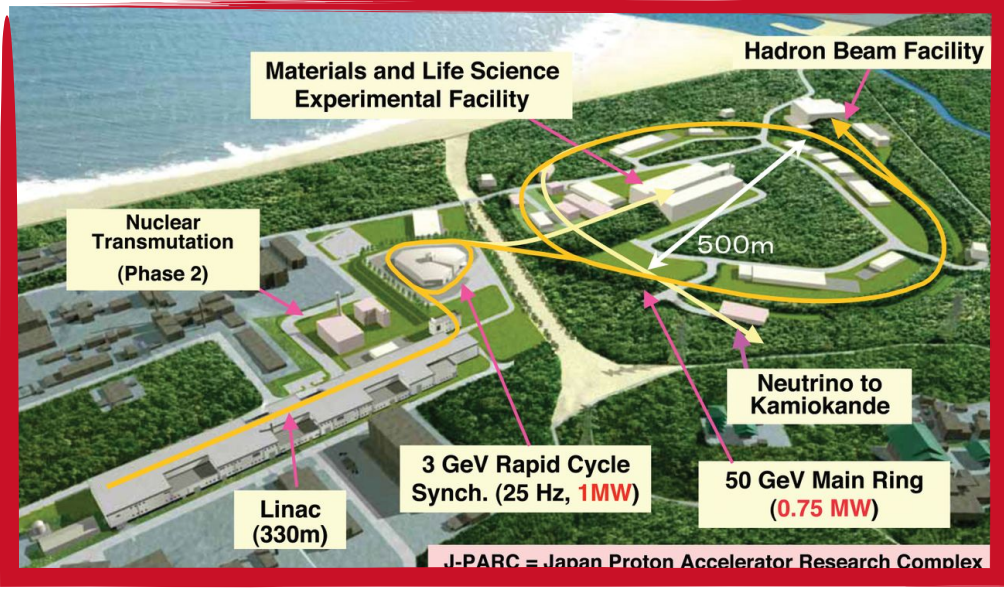 Hadron Beam Facility
Materials and Life Science
Experimental Facility
Nuclear
Transmutation
(Phase 2)
500m
Neutrino to
Kamiokande
3 GeV Rapid Cycle
Synch. (25 Hz, 1MW)
50 GeV Main Ring
(0.75 MW)
Linac
(330m)
J-PARC = Japan Proton Accelerator Research Complex